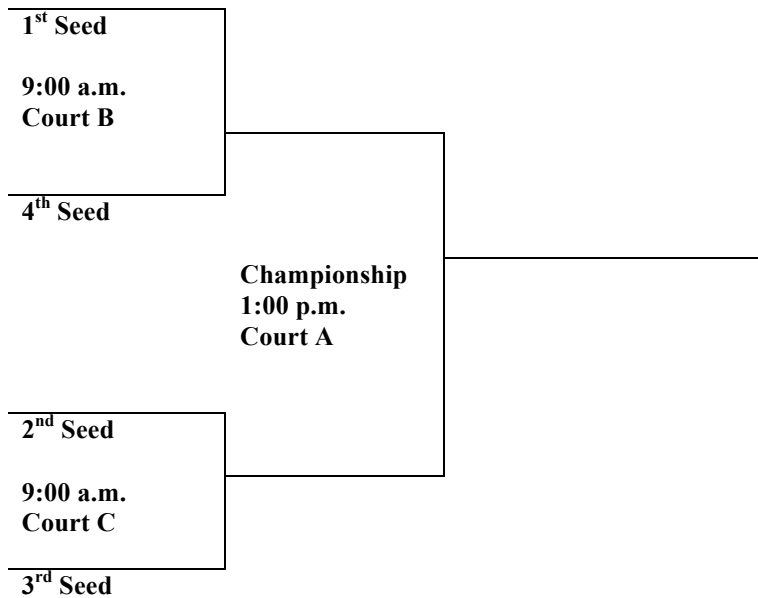 1st Seed
9:00 a.m.
Court B
4th Seed
Championship
1:00 p.m.
Court A
2nd Seed
9:00 a.m.
Court C
3rd Seed